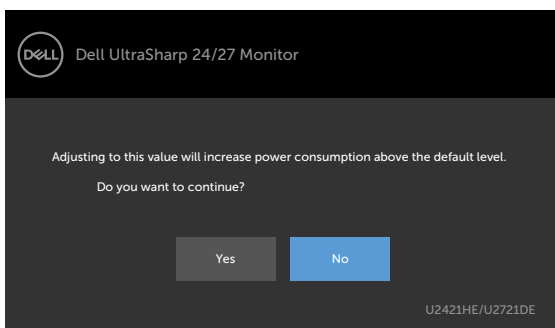 DELL
Dell UltraSharp 24/27 Monitor
Adjusting to this value will increase power consumption above the default level.
Do you want to continue?
Yes No
U2421HE/U2721DE